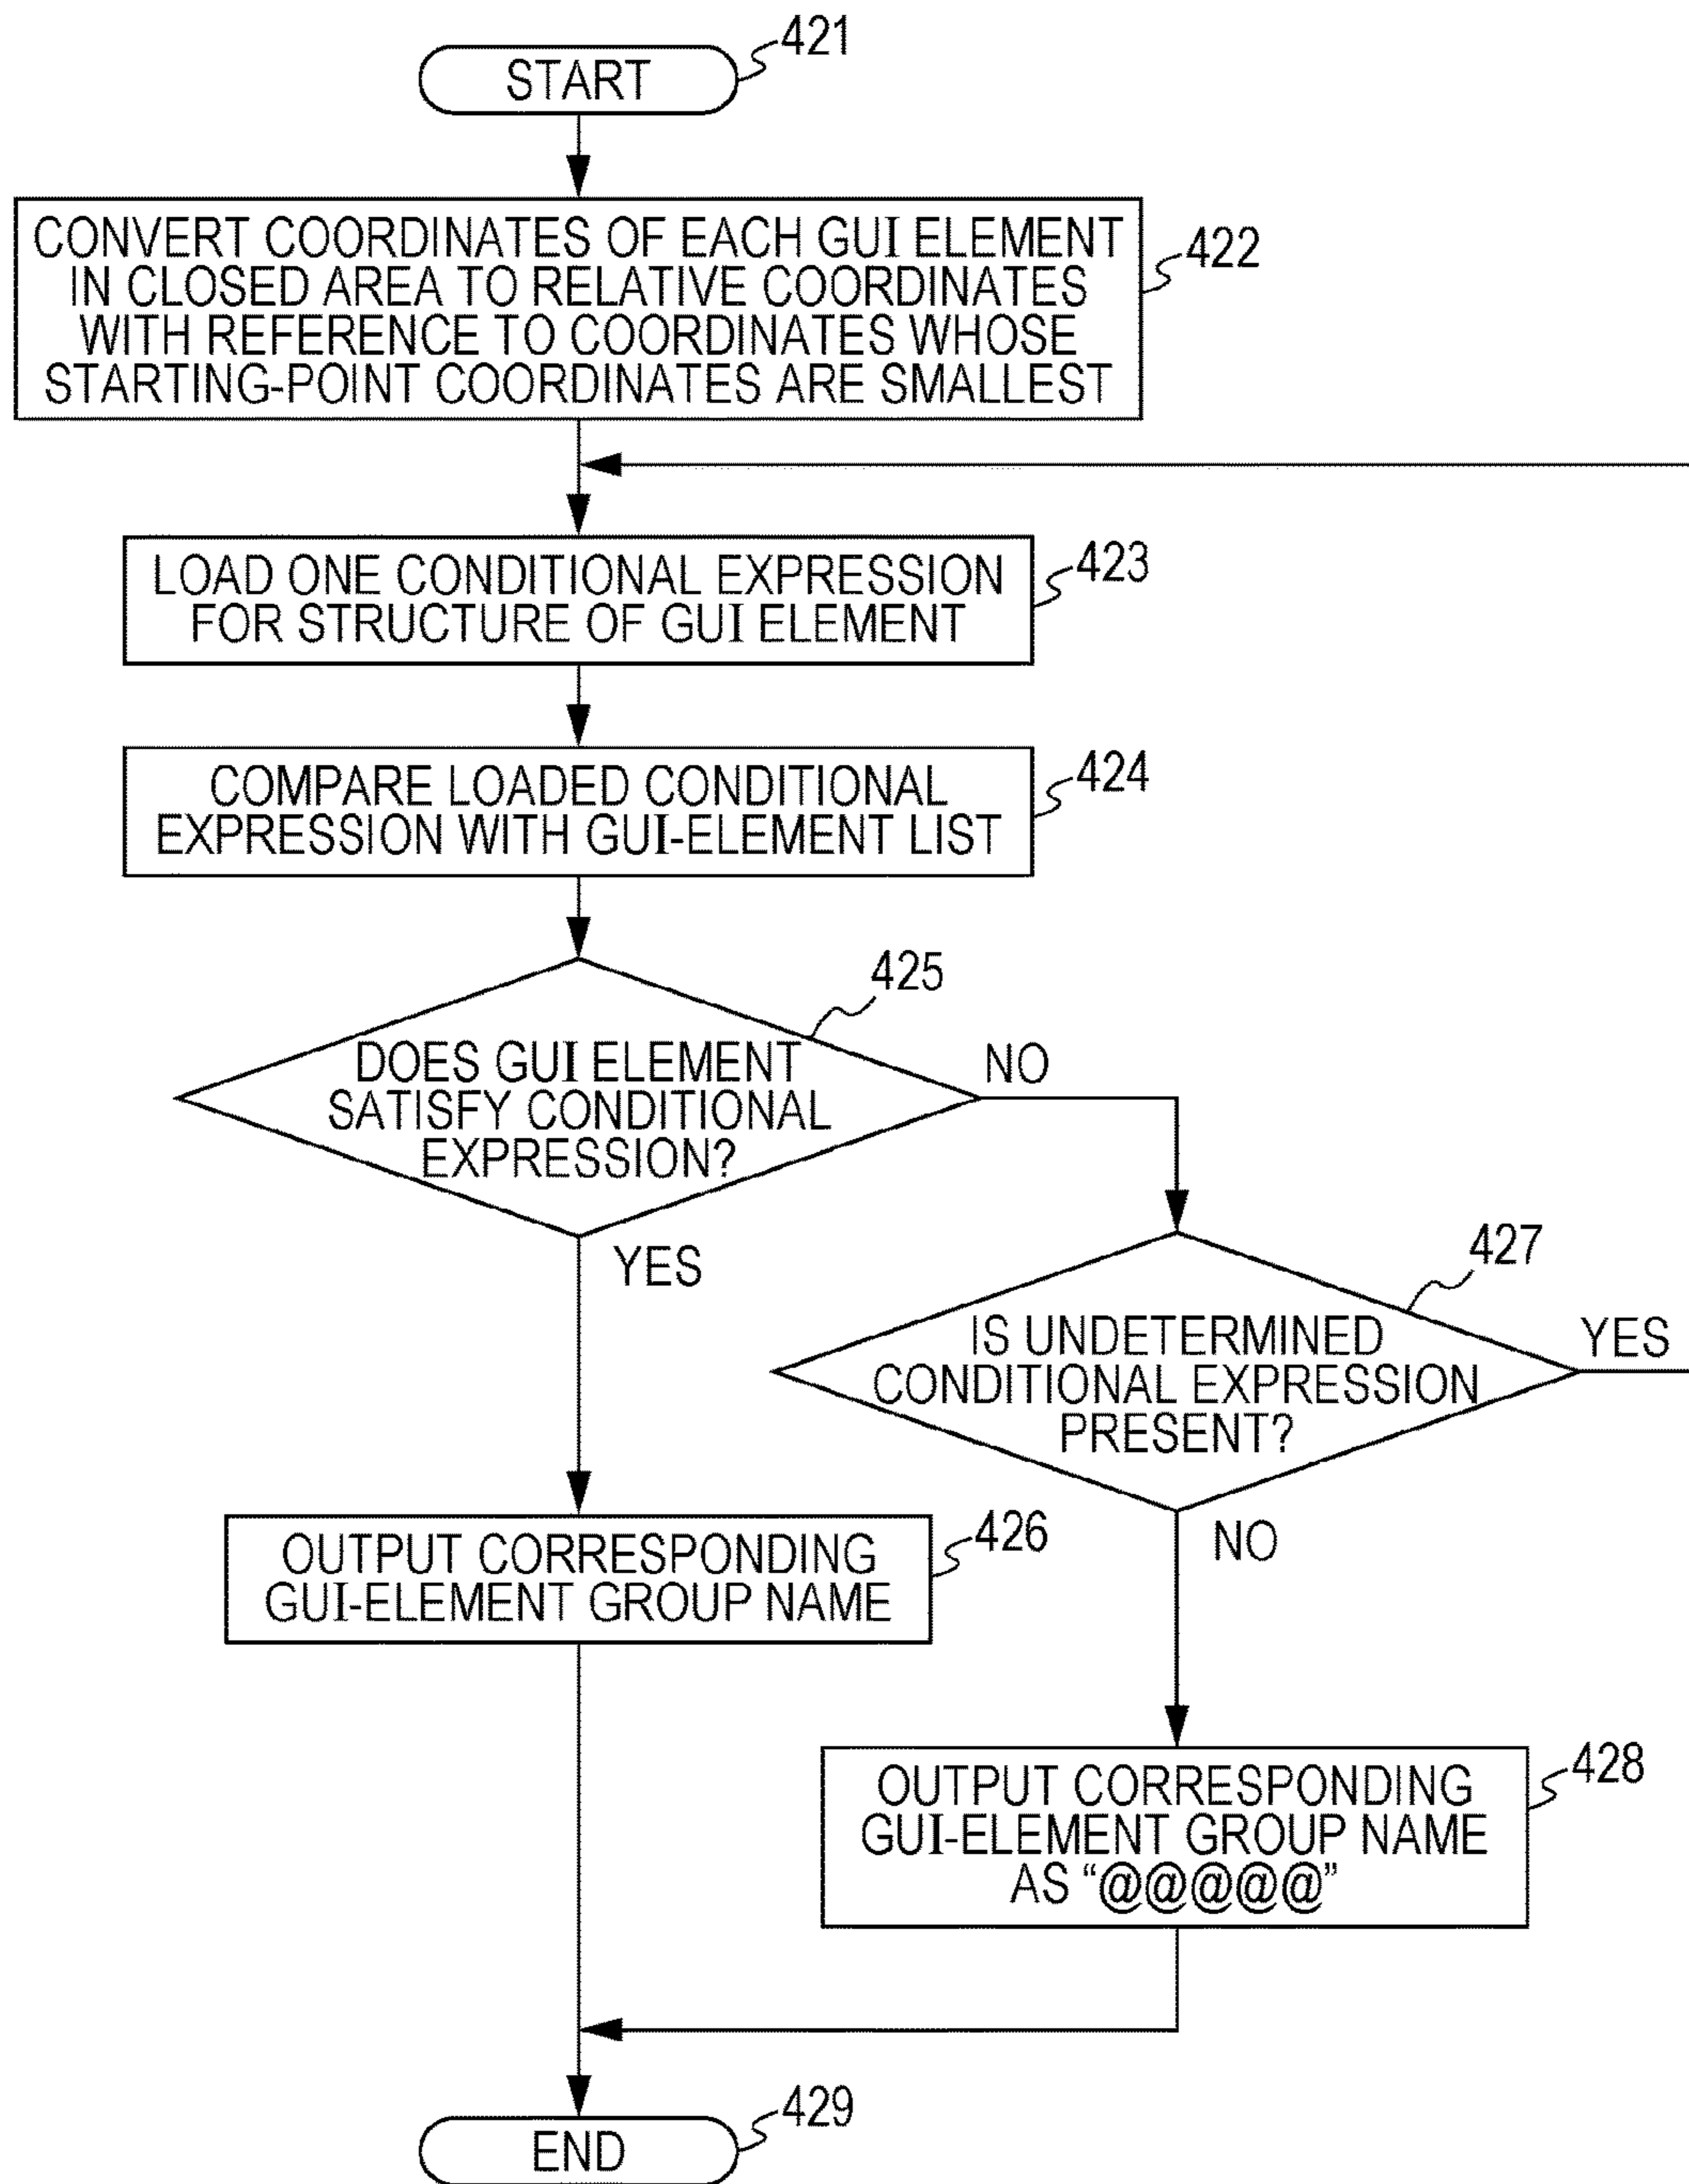 421
START
CONVERT COORDINATES OF EACH GUI ELEMENT
IN CLOSED AREA TO RELATIVE COORDINATES
WITH REFERENCE TO COORDINATES WHOSE
STARTING-POINT COORDINATES ARE SMALLEST
422
LOAD ONE CONDITIONAL EXPRESSION
FOR STRUCTURE OF GUI ELEMENT
423
COMPARE LOADED CONDITIONAL
EXPRESSION WITH GUI-ELEMENT LIST
424
425
DOES GUI ELEMENT
SATISFY CONDITIONAL
EXPRESSION?
NO
YES
427
IS UNDETERMINED
CONDITIONAL EXPRESSION
PRESENT?
YES
NO
OUTPUT CORRESPONDING
GUI-ELEMENT GROUP NAME
426
OUTPUT CORRESPONDING
GUI-ELEMENT GROUP NAME
AS “@@@@@”
428
END
429